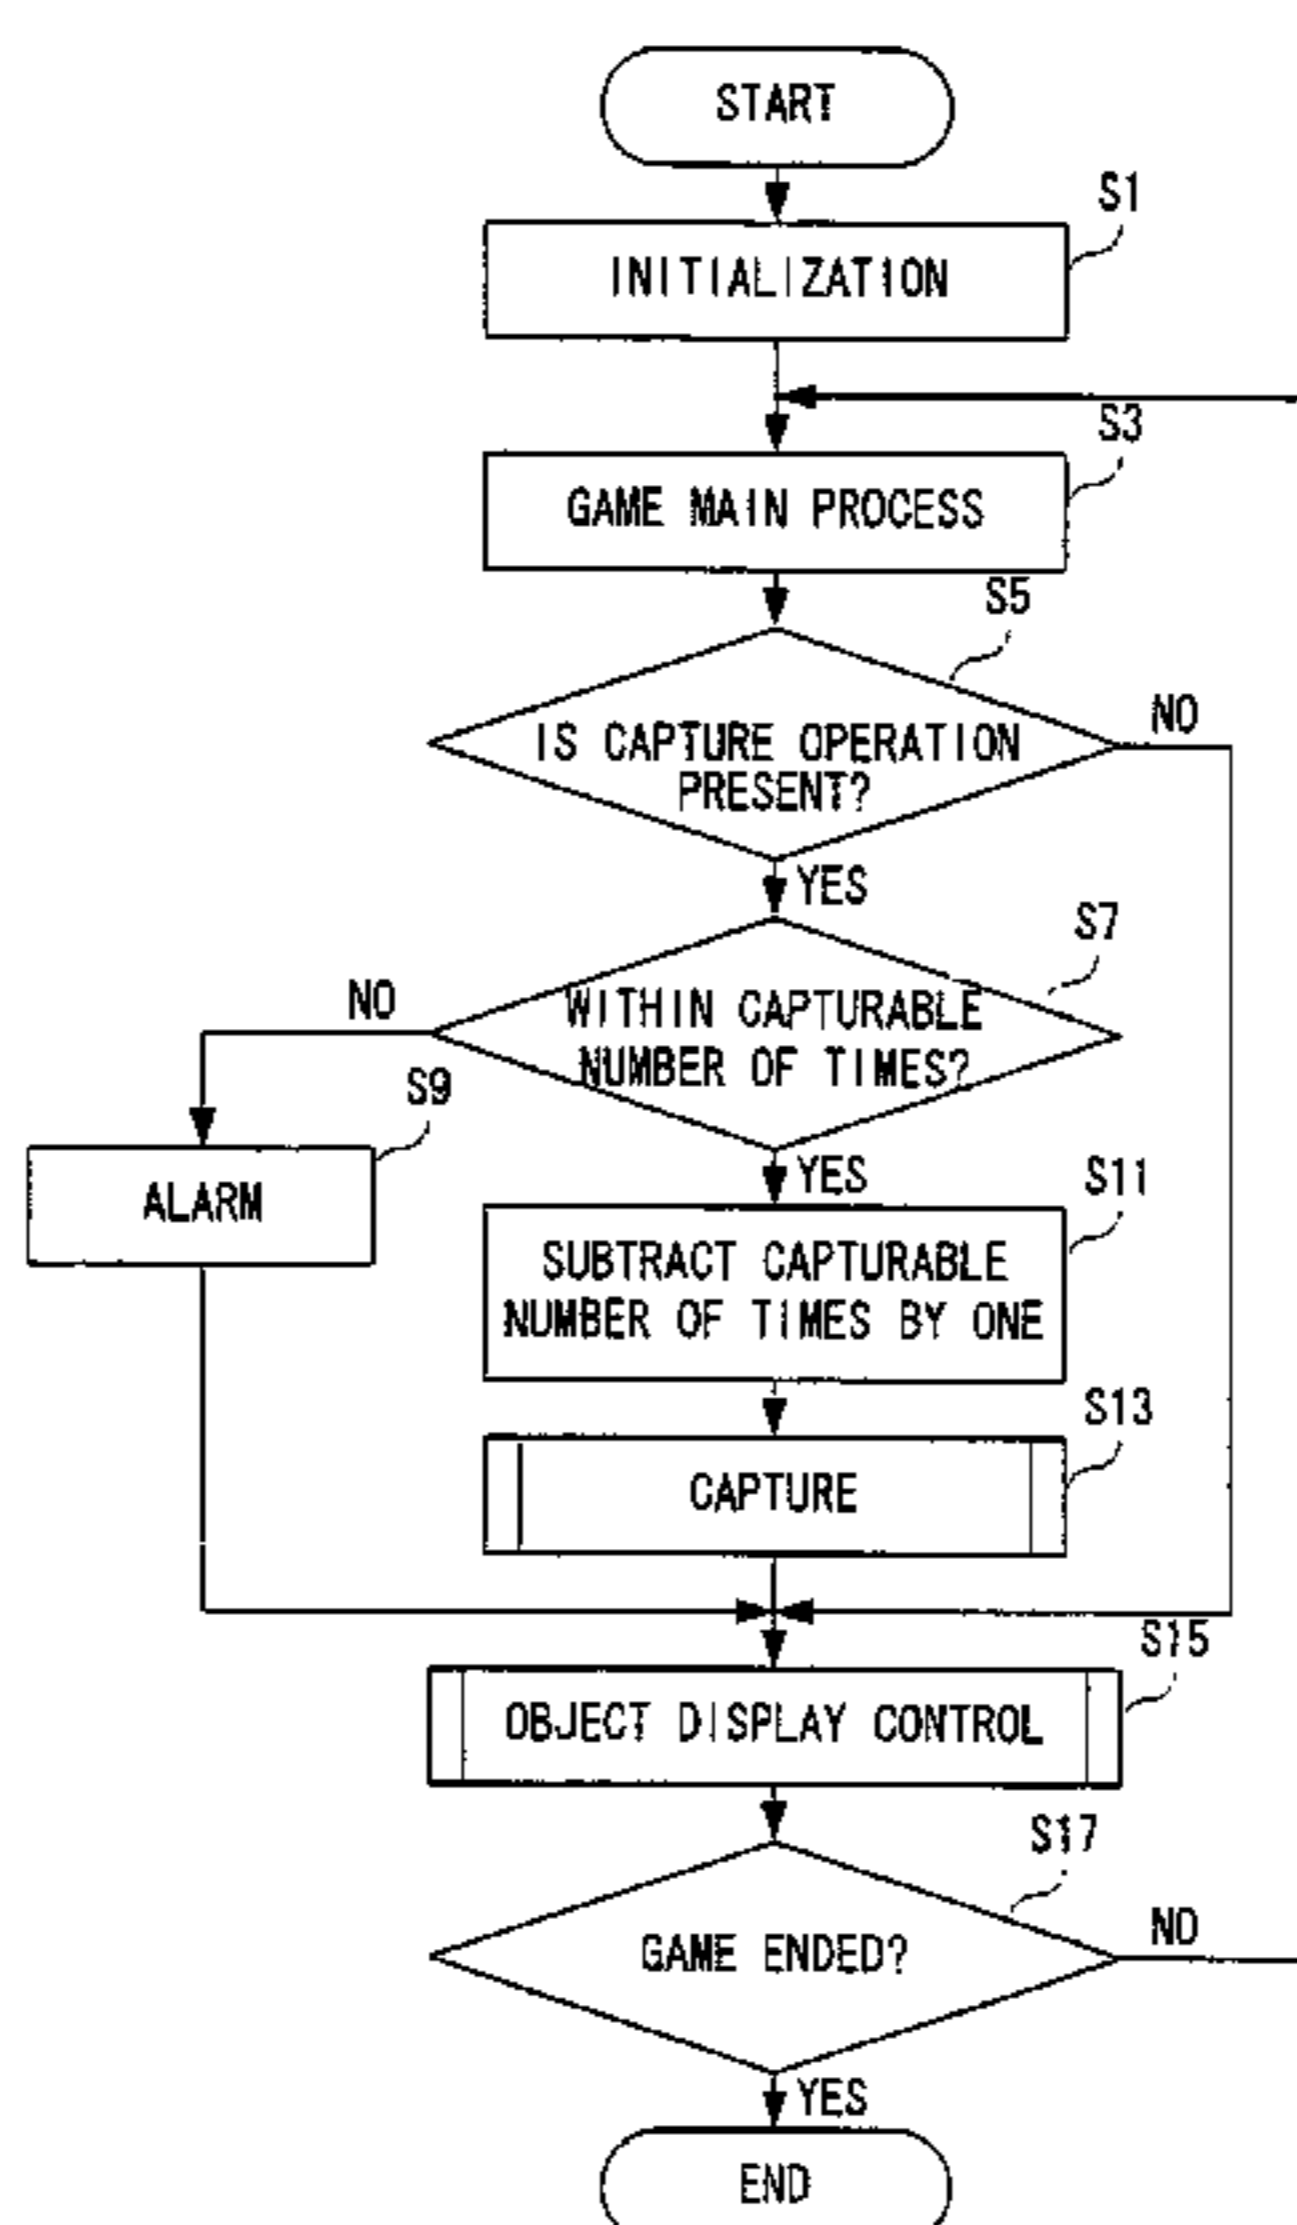 START
S1
INITIALIZATION
S3
GAME MAIN PROCESS
S5
IS CAPTURE OPERATION
PRESENT?
NO
YES
S7
WITHIN CAPTURABLE
NUMBER OF TIMES?
NO
S9
ALARM
YES
S11
SUBTRACT CAPTURABLE
NUMBER OF TIMES BY ONE
S13
CAPTURE
S15
OBJECT DISPLAY CONTROL
S17
GAME ENDED?
NO
YES
END